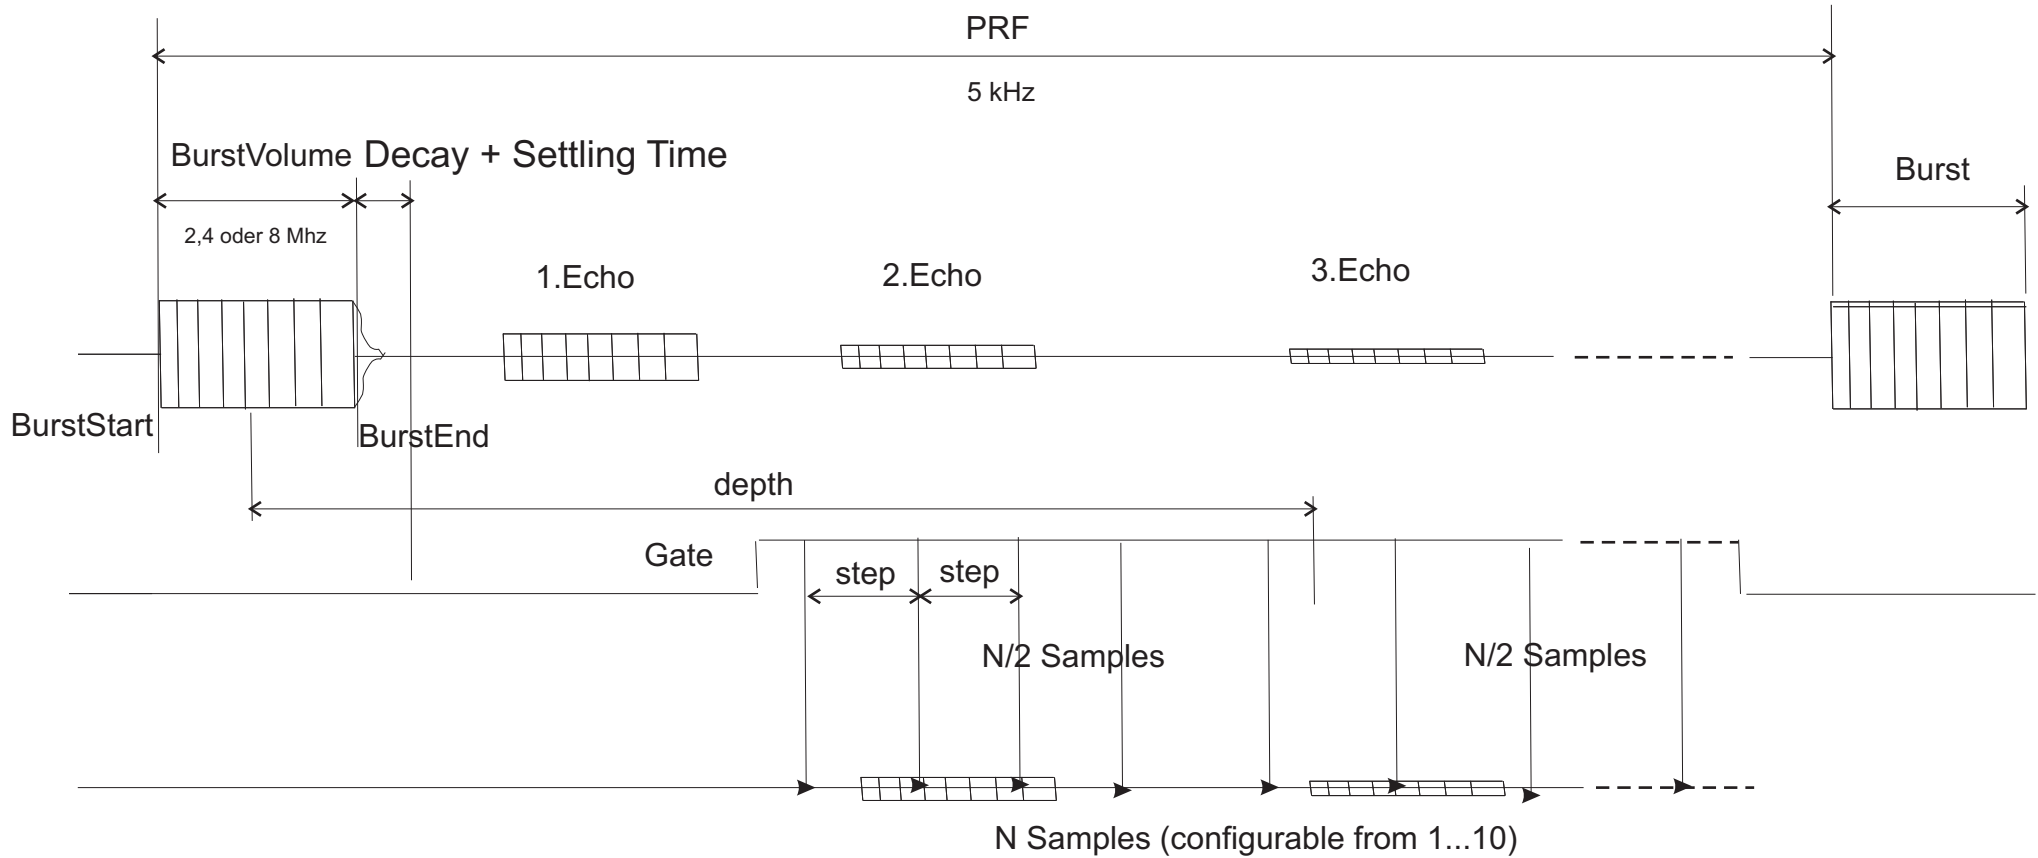 PRF
5 kHz
BurstVolume
Decay + Settling Time
Burst
2,4 oder 8 Mhz
1.Echo
2.Echo
3.Echo
BurstStart
BurstEnd
depth
Gate
step
step
N/2 Samples
N/2 Samples
N Samples (configurable from 1...10)